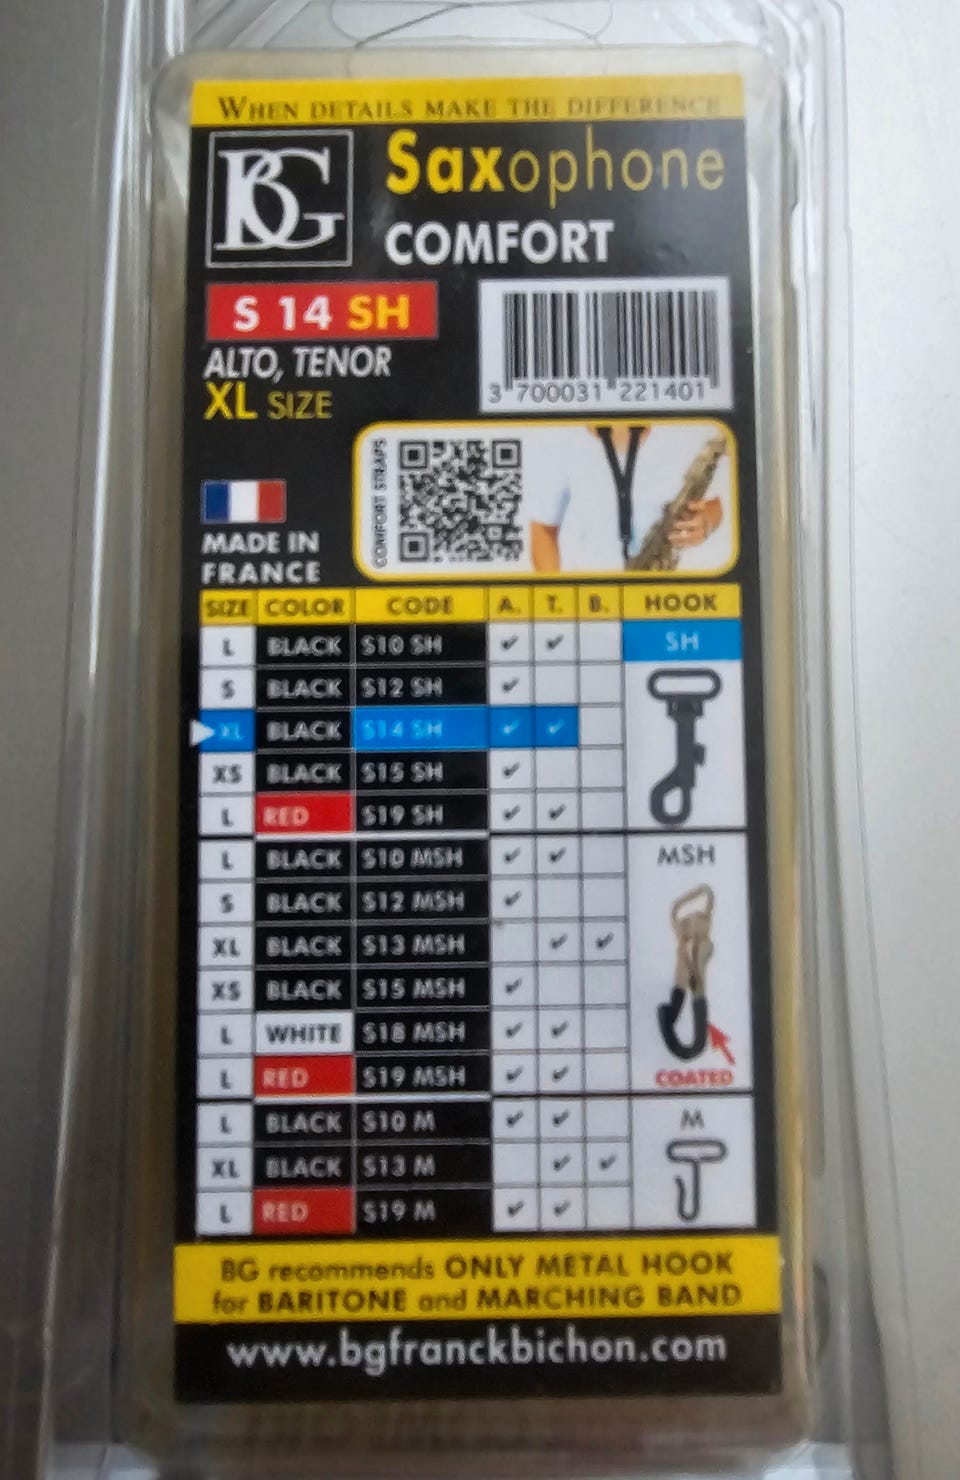 WHEN DETAILS MAKE THE DIFFERENCE
BG
Saxophone
COMFORT
S 14 SH
ALTO, TENOR
XL SIZE
3 700031 221401
COMFORT STRAPS
MADE IN
FRANCE
SIZE COLOR CODE A. T. B. HOOK
L BLACK S10 SH ✔ ✔ SH
S BLACK S12 SH ✔
XL BLACK S14 SH ✔ ✔
XS BLACK S15 SH ✔
L RED S19 SH ✔ ✔
L BLACK S10 MSH ✔ ✔ MSH
S BLACK S12 MSH ✔
XL BLACK S13 MSH ✔ ✔
XS BLACK S15 MSH ✔
L WHITE S18 MSH ✔ ✔
L RED S19 MSH ✔ ✔ COATED
L BLACK S10 M ✔ ✔ M
XL BLACK S13 M ✔ ✔
L RED S19 M ✔ ✔
BG recommends ONLY METAL HOOK
for BARITONE and MARCHING BAND
www.bgfranckbichon.com